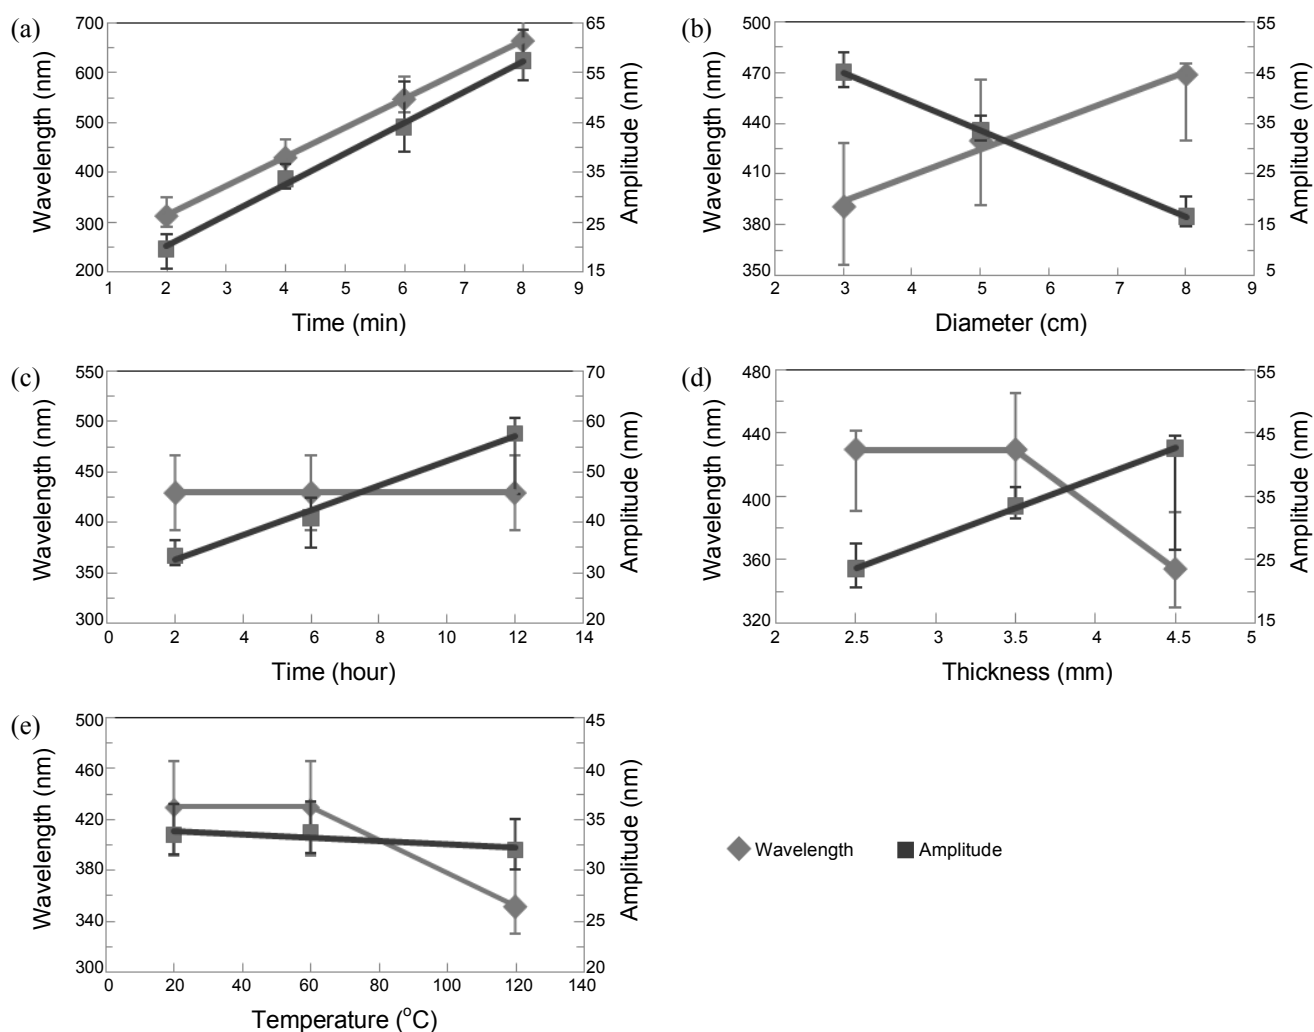 (a)
Wavelength (nm)
700
600
500
400
300
200
65
55
45
35
25
15
Amplitude (nm)
1 2 3 4 5 6 7 8 9
Time (min)
(b)
Wavelength (nm)
500
470
440
410
380
350
55
45
35
25
15
5
Amplitude (nm)
2 3 4 5 2 7 8 9
Diameter (cm)
(c)
Wavelength (nm)
550
500
450
400
350
300
70
60
50
40
30
20
Amplitude (nm)
0 2 4 6 8 10 12 14
Time (hour)
(d)
Wavelength (nm)
480
440
400
360
320
55
45
35
25
15
Amplitude (nm)
2 2.5 3 3.5 4 4.5 5
Thickness (mm)
(e)
Wavelength (nm)
500
460
420
380
340
300
45
40
35
30
25
20
Amplitude (nm)
0 20 40 60 80 100 120 140
Temperature (°C)
Wavelength Amplitude